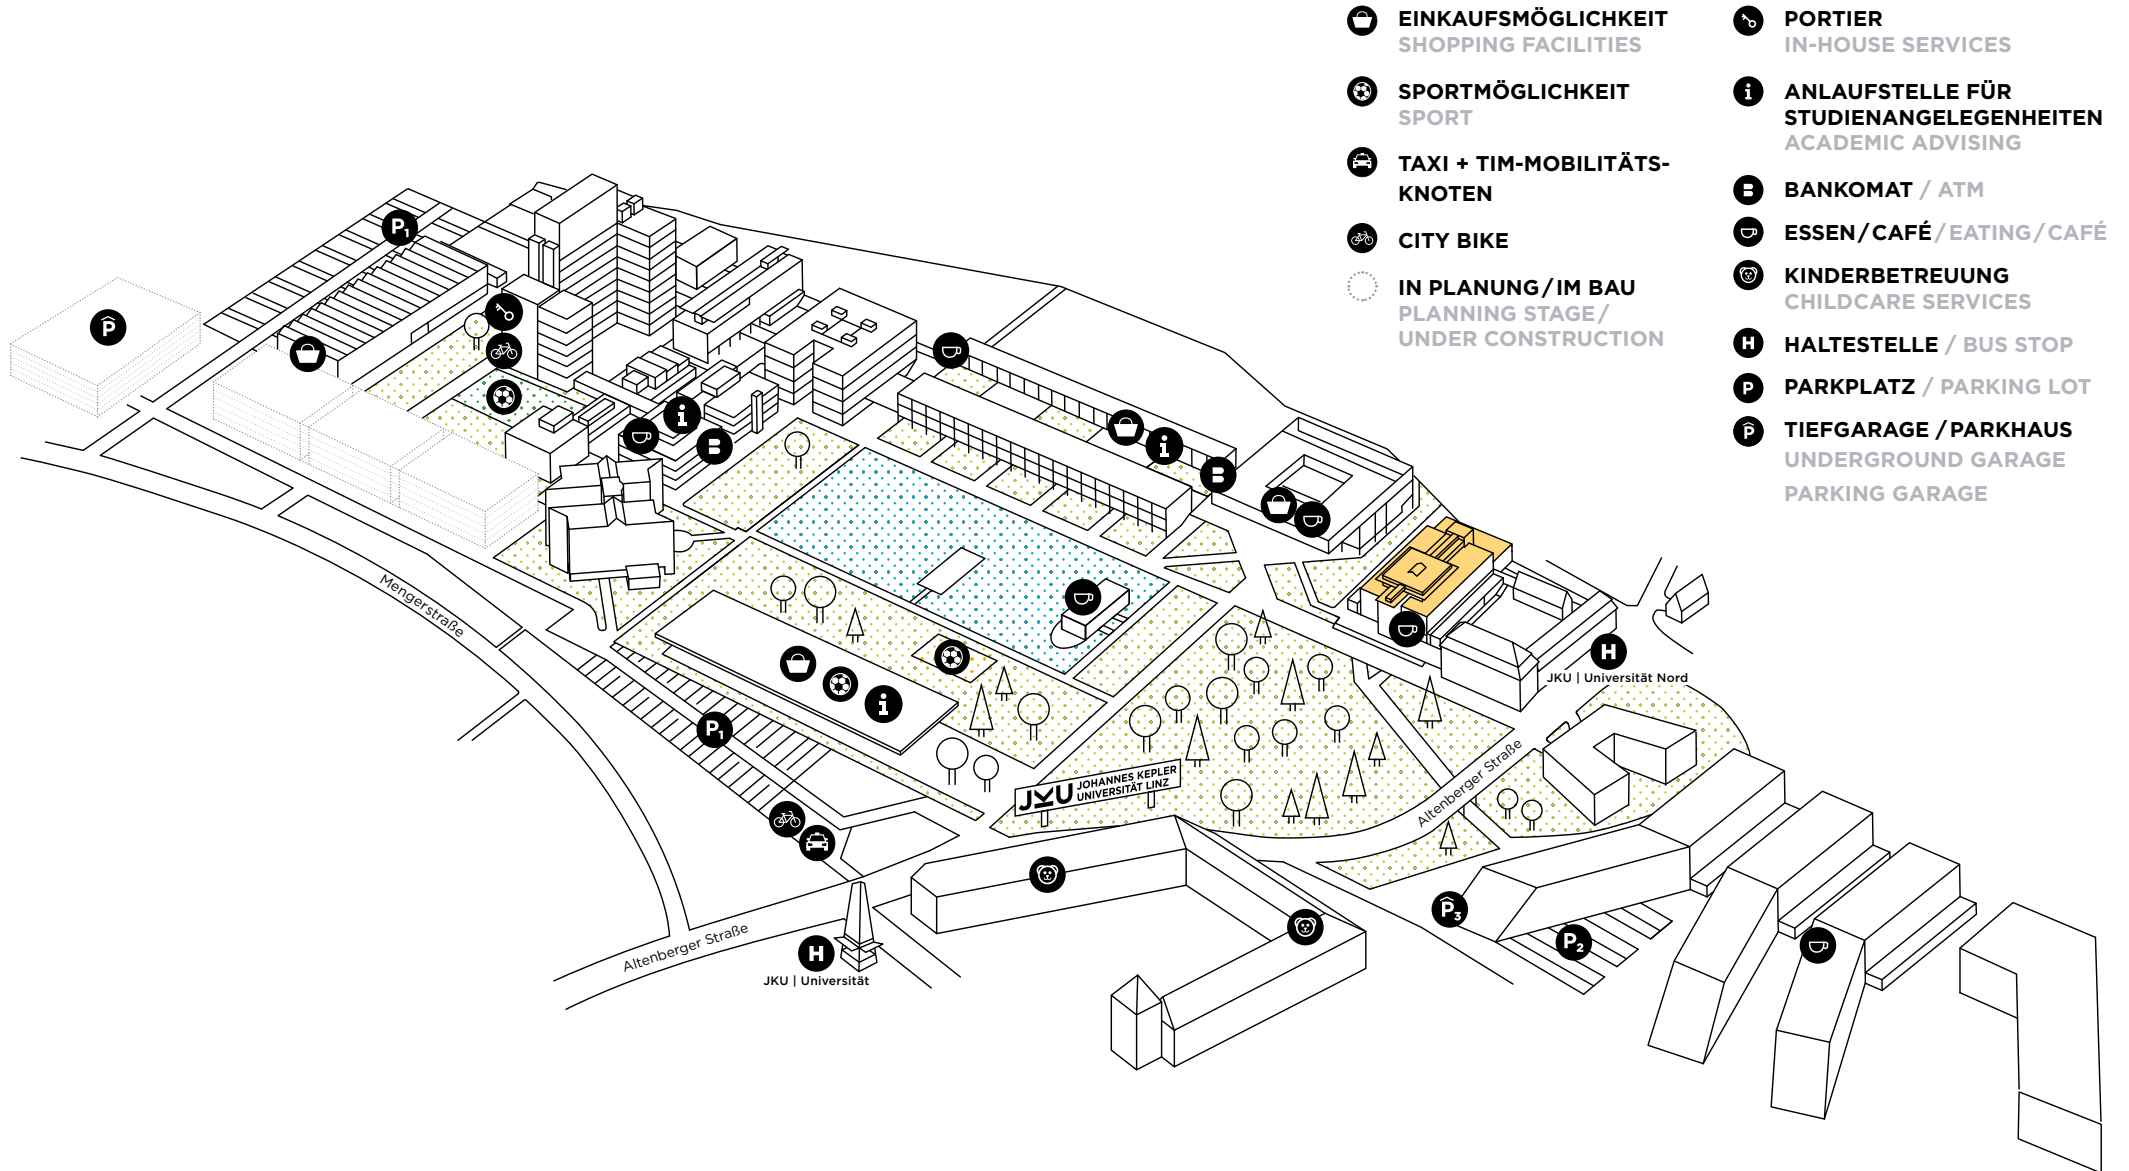 EINKAUFSMÖGLICHKEIT
SHOPPING FACILITIES
SPORTMÖGLICHKEIT
SPORT
TAXI + TIM-MOBILITÄTS-
KNOTEN
CITY BIKE
IN PLANUNG/IM BAU
PLANNING STAGE/
UNDER CONSTRUCTION
PORTIER
IN-HOUSE SERVICES
i
ANLAUFSTELLE FÜR
STUDIENANGELEGENHEITEN
ACADEMIC ADVISING
B BANKOMAT / ATM
ESSEN/CAFÉ/EATING/CAFÉ
KINDERBETREUUNG
CHILDCARE SERVICES
H HALTESTELLE / BUS STOP
P PARKPLATZ / PARKING LOT
P TIEFGARAGE / PARKHAUS
UNDERGROUND GARAGE
PARKING GARAGE
P1
P
i
B
i
B
Mengerstraße
i
P1
H
JKU | Universität Nord
JKU JOHANNES KEPLER
UNIVERSITÄT LINZ
Altenberger Straße
P3
P2
Altenberger Straße
H
JKU | Universität